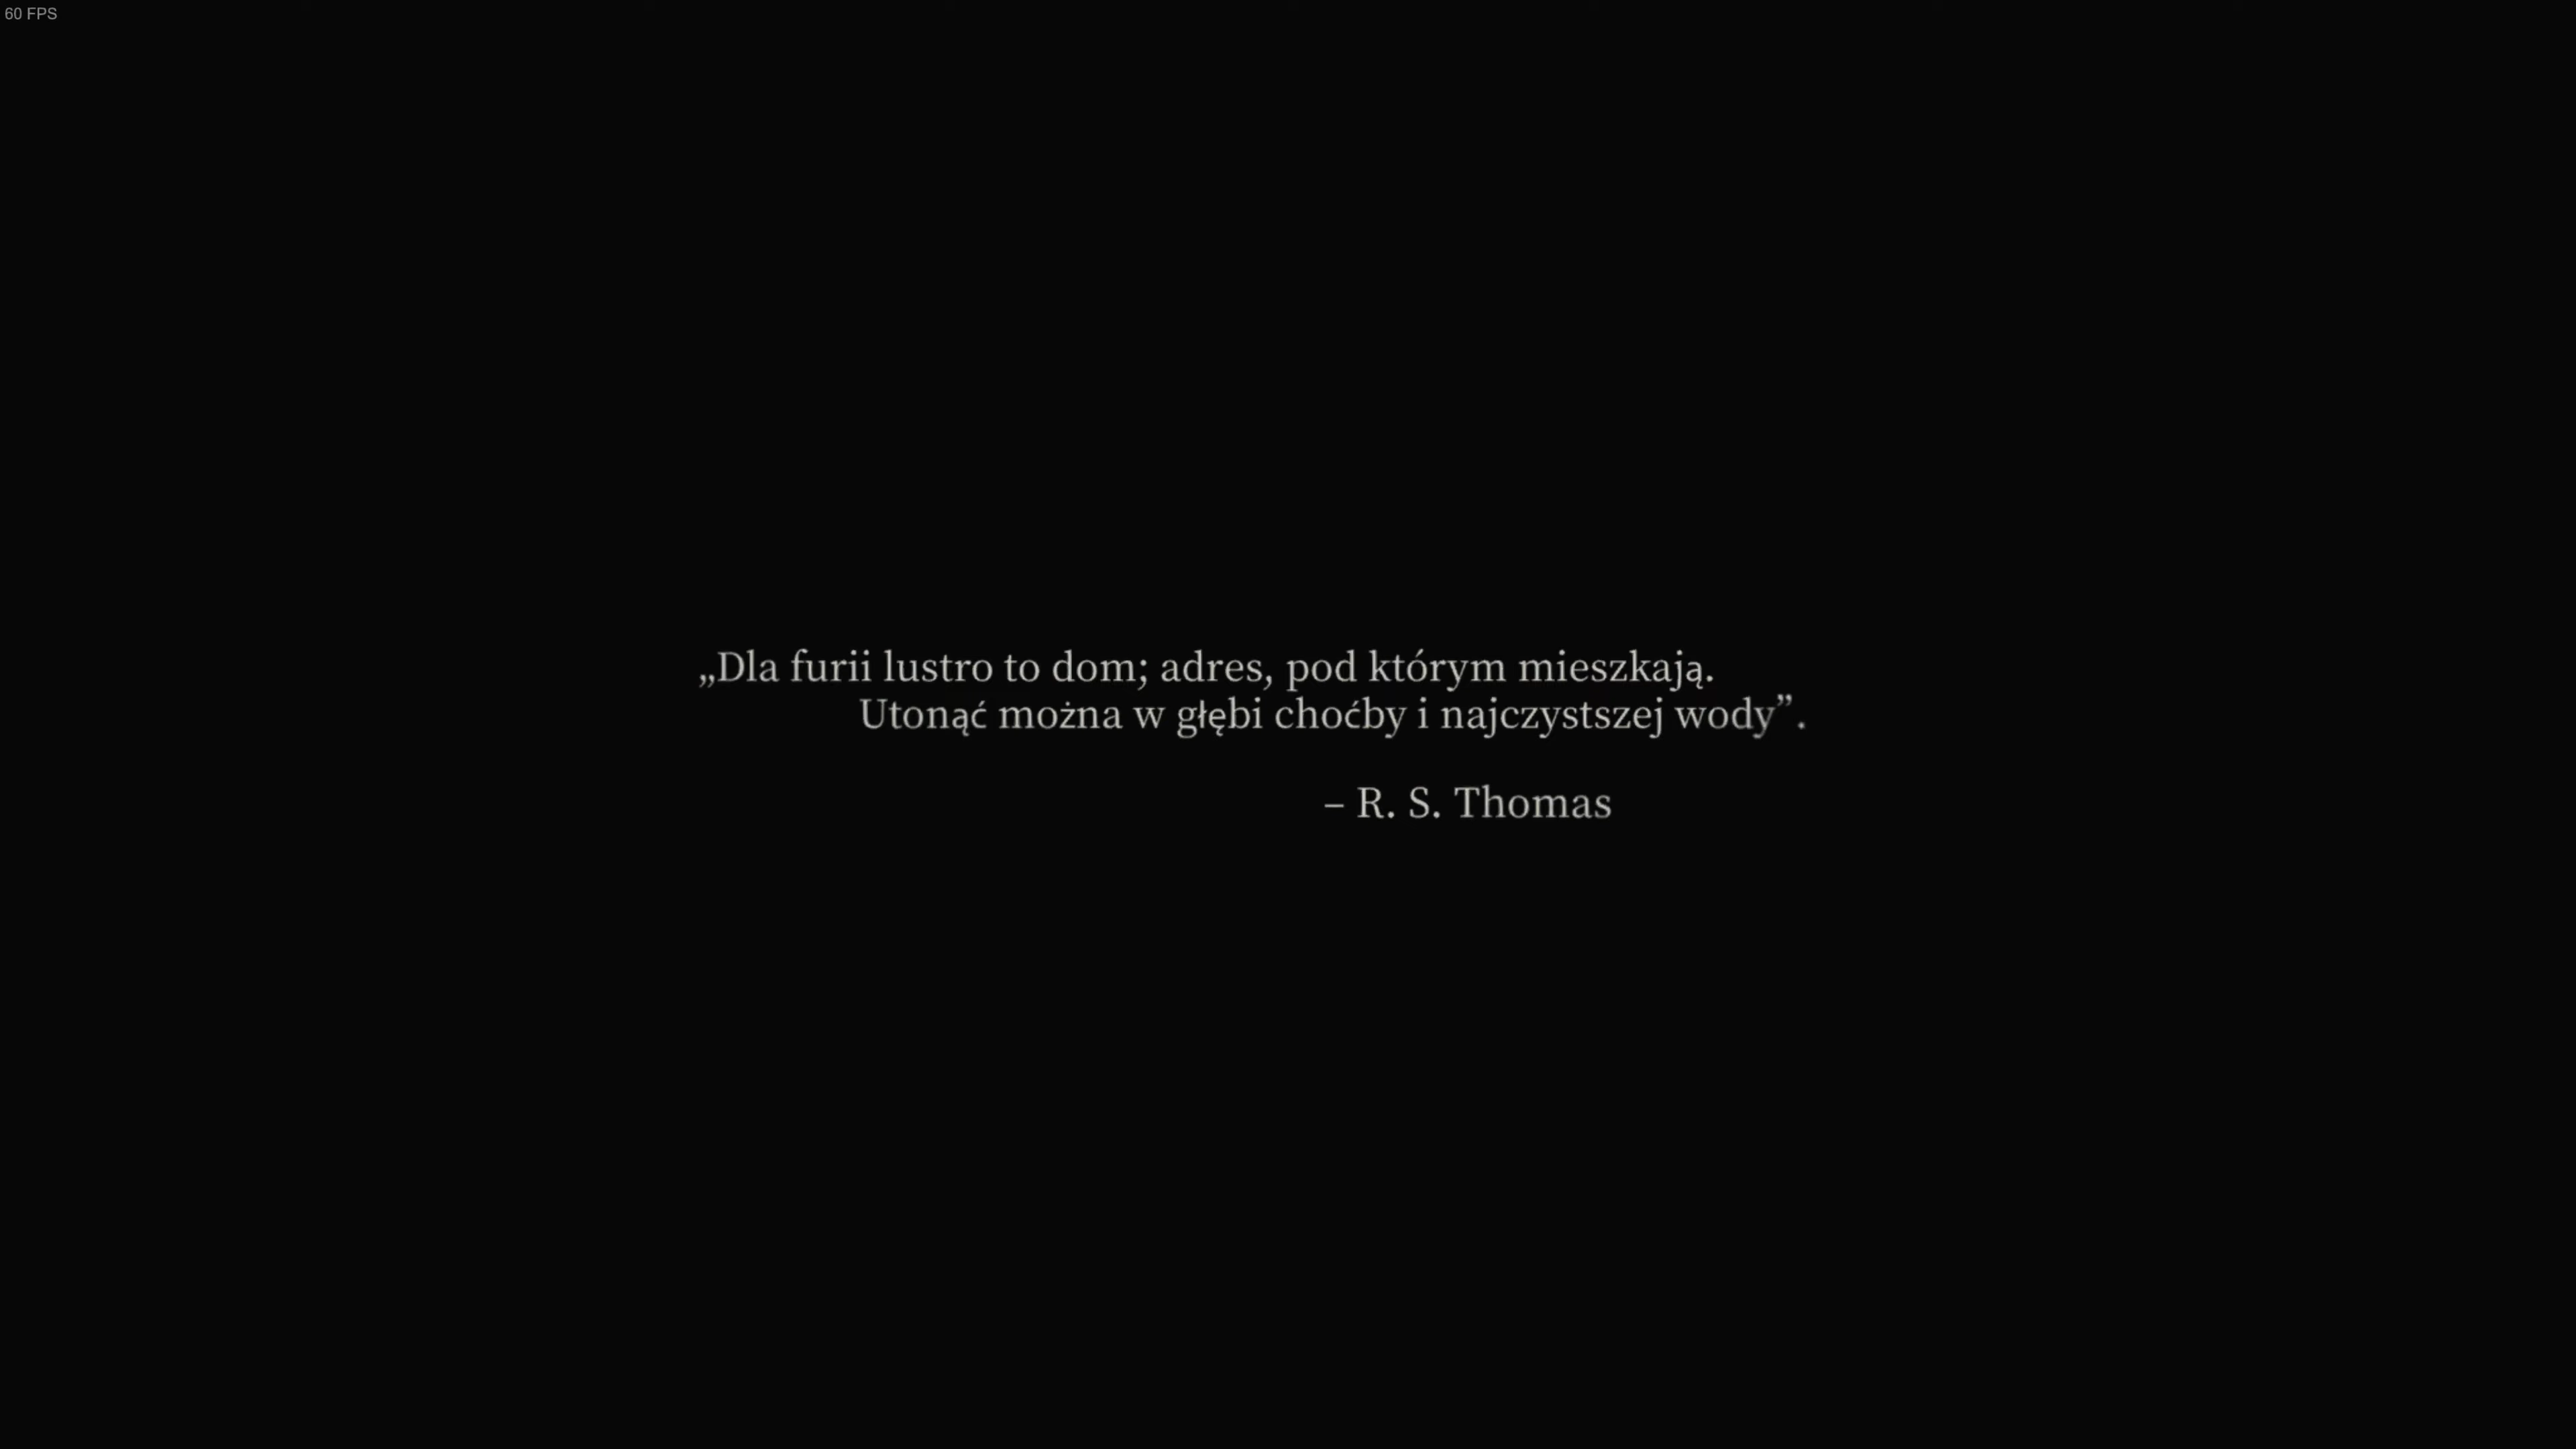 60 FPS
„Dla furii lustro to dom; adres, pod którym mieszkają.
Utonąć można w głębi choćby i najczystszej wody”.
– R. S. Thomas